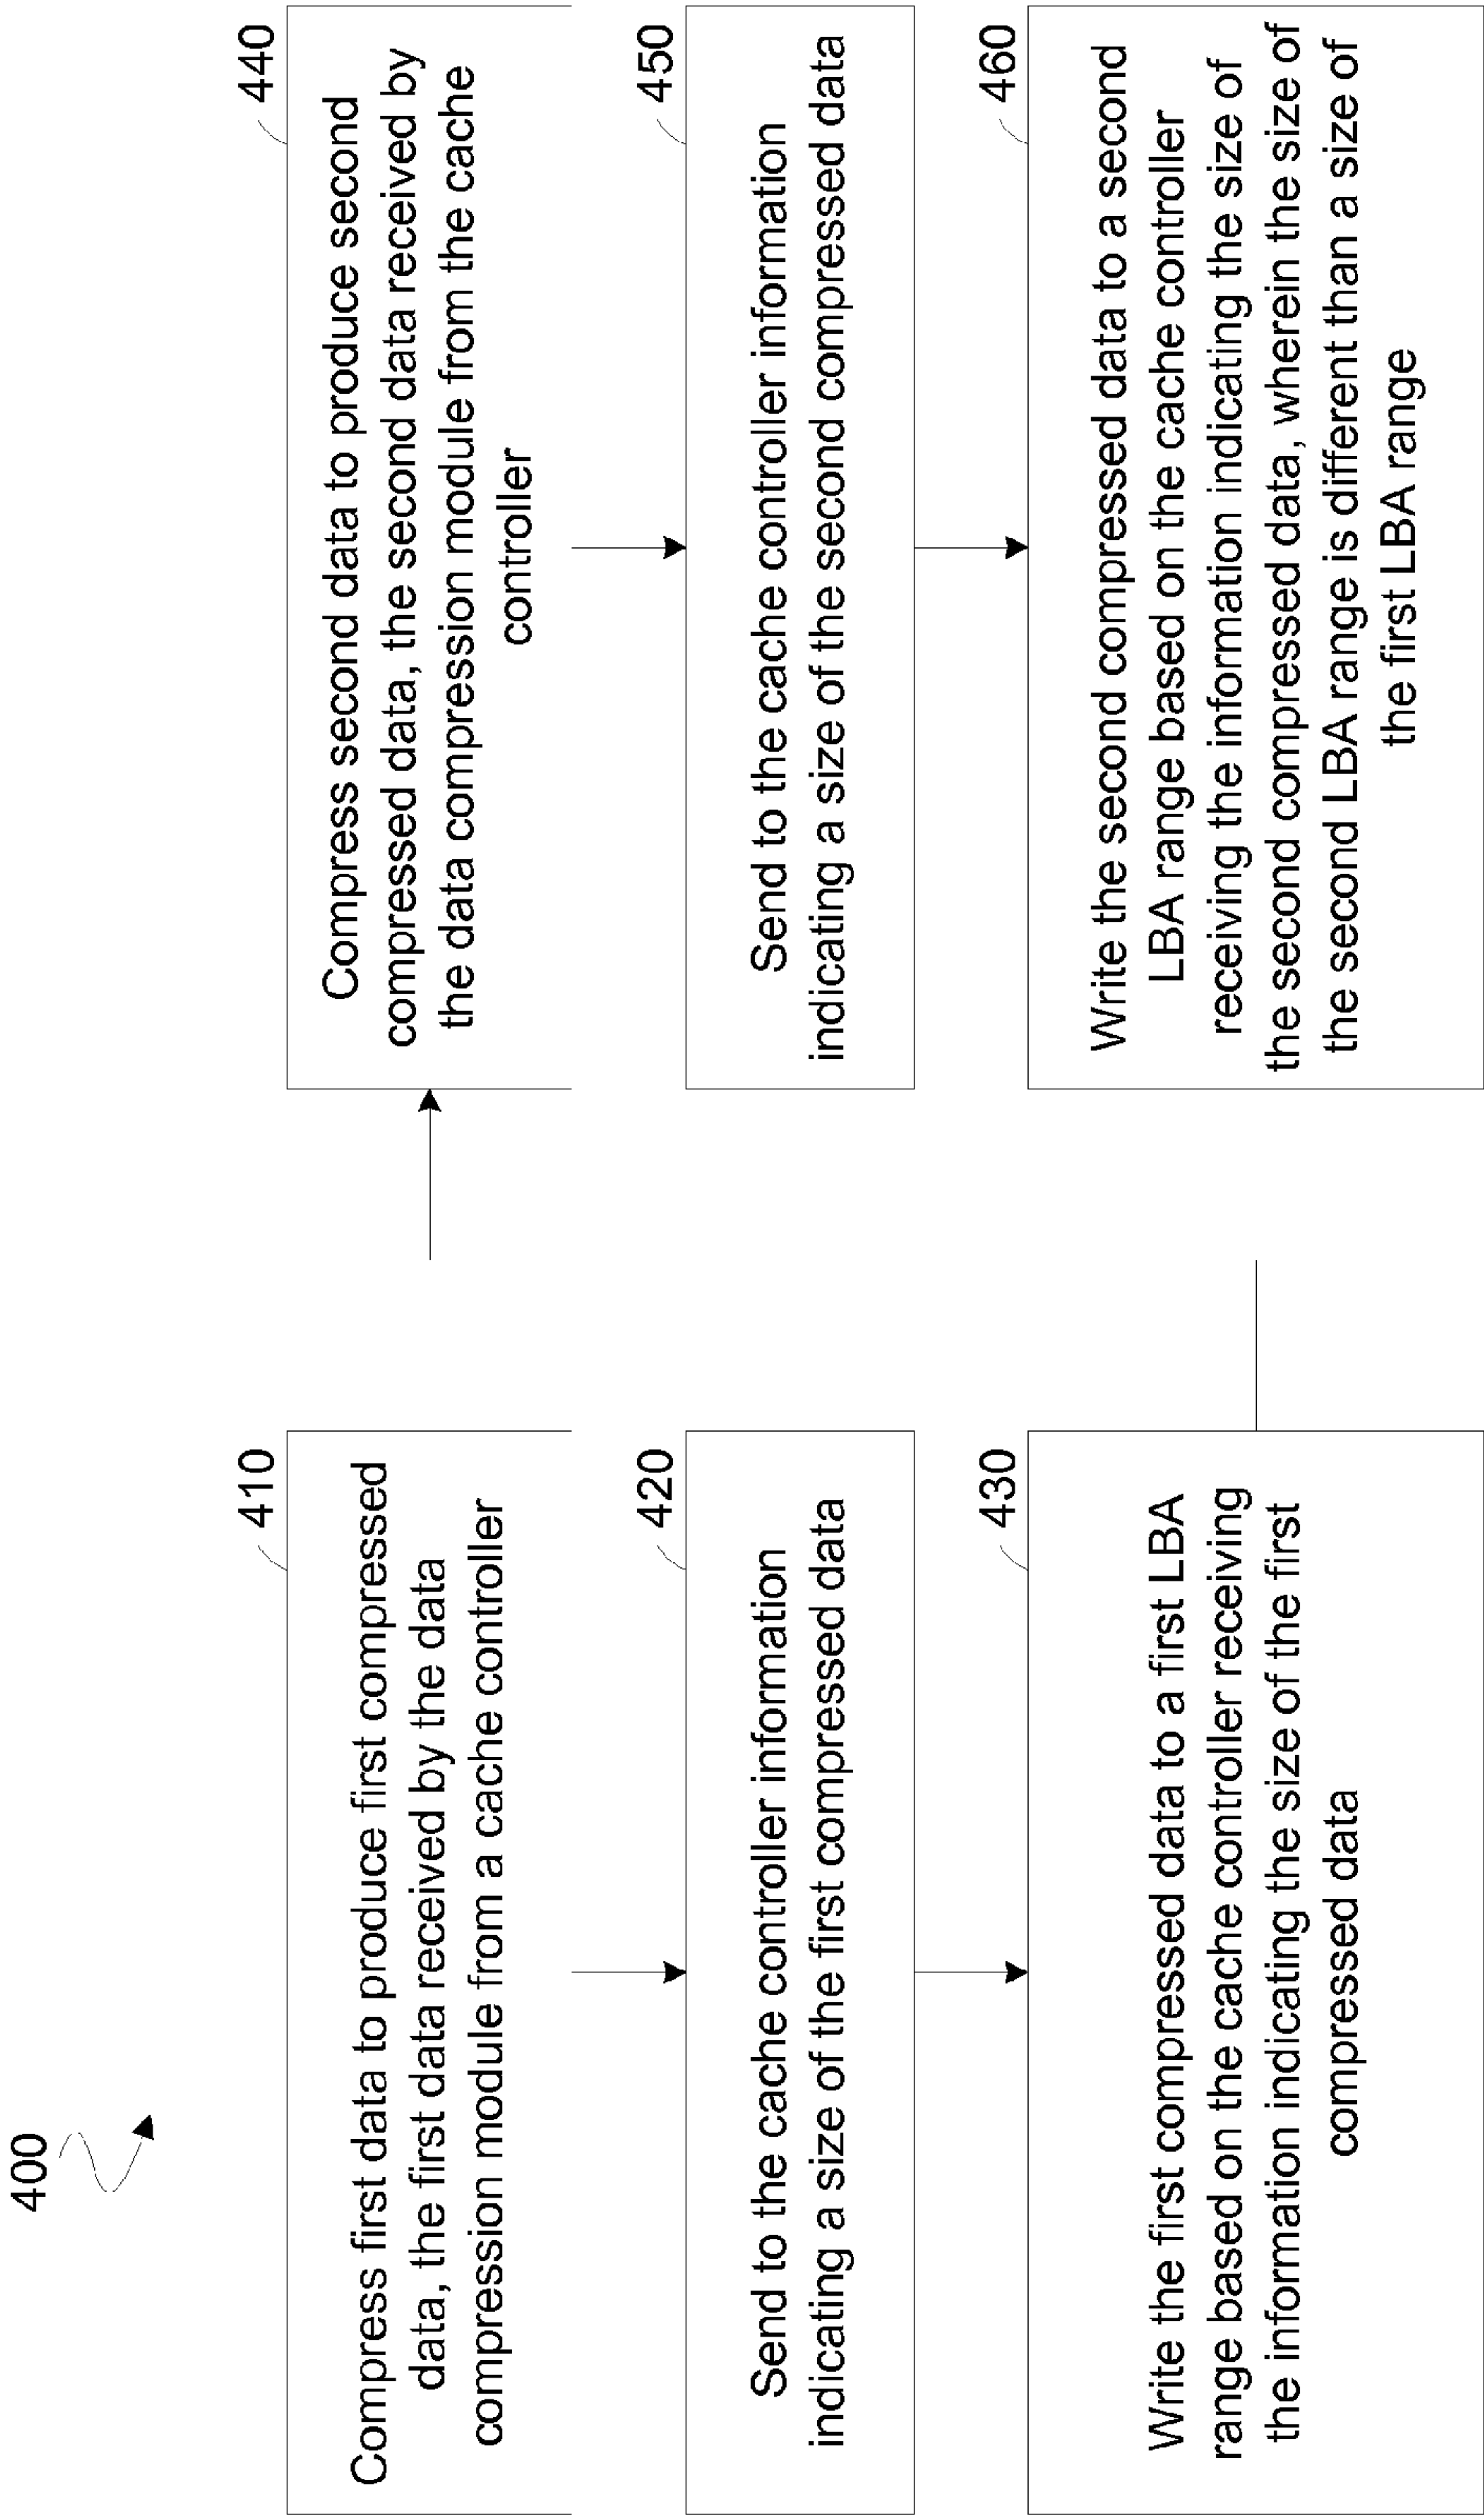 400
410
Compress first data to produce first compressed
data, the first data received by the data
compression module from a cache controller
420
Send to the cache controller information
indicating a size of the first compressed data
430
Write the first compressed data to a first LBA
range based on the cache controller receiving
the information indicating the size of the first
compressed data
440
Compress second data to produce second
compressed data, the second data received by
the data compression module from the cache
controller
450
Send to the cache controller information
indicating a size of the second compressed data
460
Write the second compressed data to a second
LBA range based on the cache controller
receiving the information indicating the size of
the second compressed data, wherein the size of
the second LBA range is different than a size of
the first LBA range